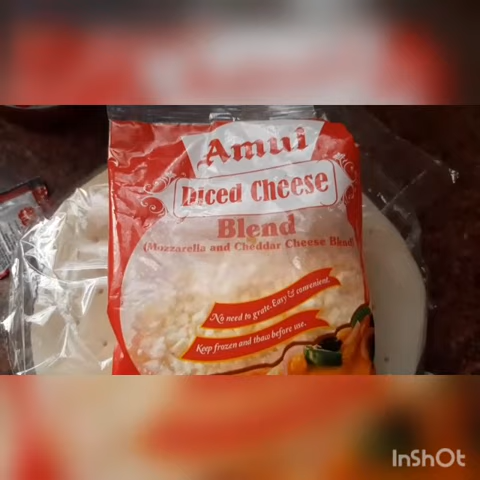 Amul
Diced Cheese
Blend
(Mozzarella and Cheddar Cheese Blend)
No need to grate. Easy & convenient.
Keep frozen and thaw before use.
InShOt